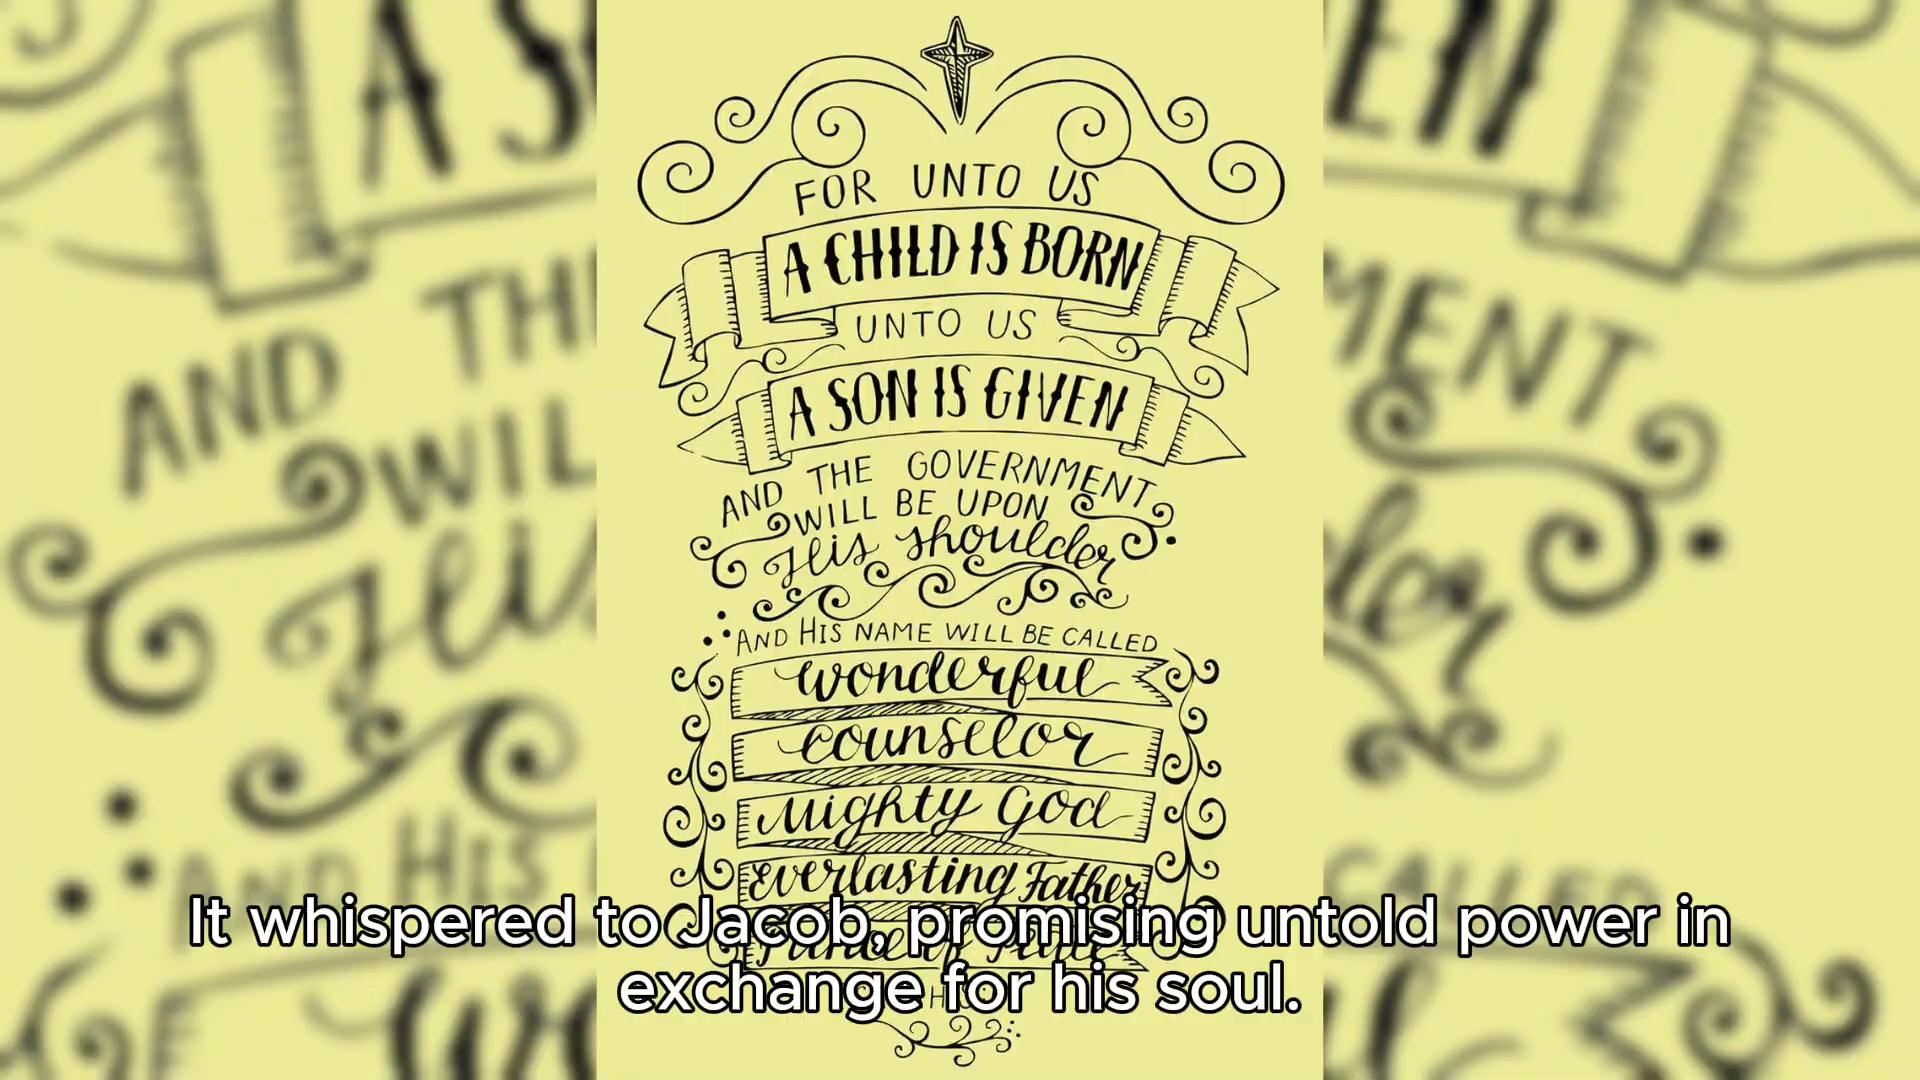 FOR UNTO US
A CHILD IS BORN
UNTO US
A SON IS GIVEN
AND THE GOVERNMENT
WILL BE UPON
His shoulder
AND HIS NAME WILL BE CALLED
wonderful
counselor
Mighty God
Everlasting Father
It whispered to Jacob, promising untold power in
exchange for his soul.